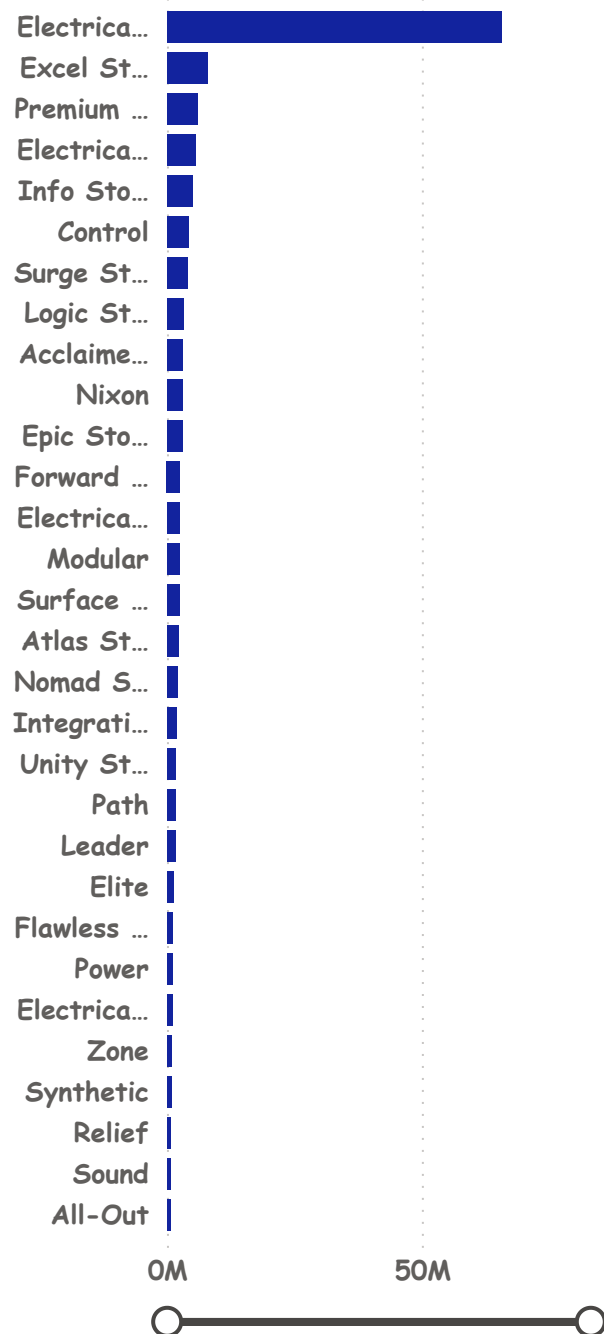 Electrica...
Excel St...
Premium ...
Electrica...
Info Sto...
Control
Surge St...
Logic St...
Acclaime...
Nixon
Epic Sto...
Forward ...
Electrica...
Modular
Surface ...
Atlas St...
Nomad S...
Integrati...
Unity St...
Path
Leader
Elite
Flawless ...
Power
Electrica...
Zone
Synthetic
Relief
Sound
All-Out
0M 50M